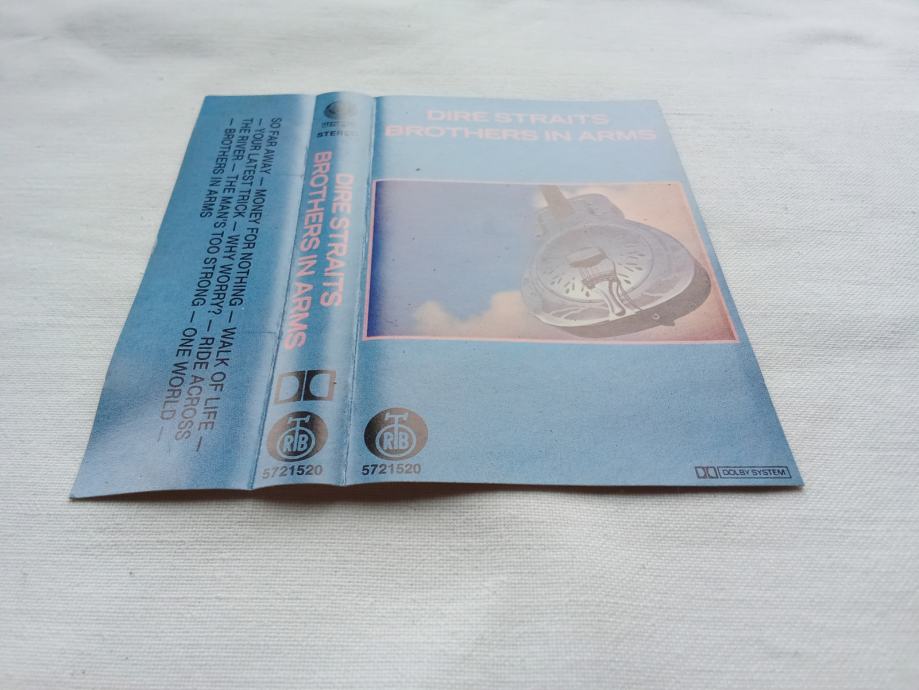 DIRE STRAITS
BROTHERS IN ARMS
RTB
5721520
DOLBY SYSTEM
STEREO
DIRE STRAITS
BROTHERS IN ARMS
RTB
5721520
SO FAR AWAY — MONEY FOR NOTHING — WALK OF LIFE —
— YOUR LATEST TRICK — WHY WORRY? — RIDE ACROSS
THE RIVER — THE MAN'S TOO STRONG — ONE WORLD —
— BROTHERS IN ARMS